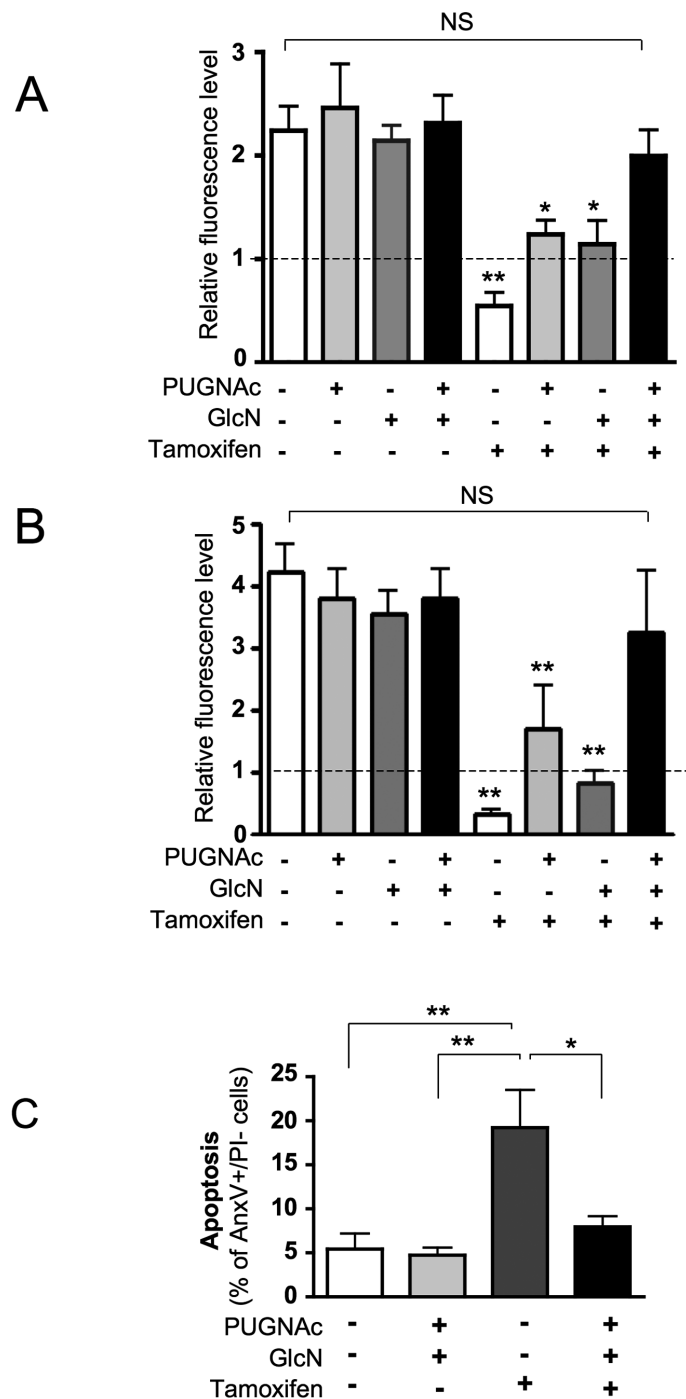 A
NS
Relative fluorescence level
3
2
1
0
** * *
PUGNAc - + - + - + - +
GlcN - - + + - - + +
Tamoxifen - - - - + + + +
B
NS
Relative fluorescence level
5
4
3
2
1
0
** ** **
PUGNAc - + - + - + - +
GlcN - - + + - - + +
Tamoxifen - - - - + + + +
C
** ** *
Apoptosis
(% of AnxV+/PI- cells)
25
20
15
10
5
0
PUGNAc - + - +
GlcN - + - +
Tamoxifen - - + +